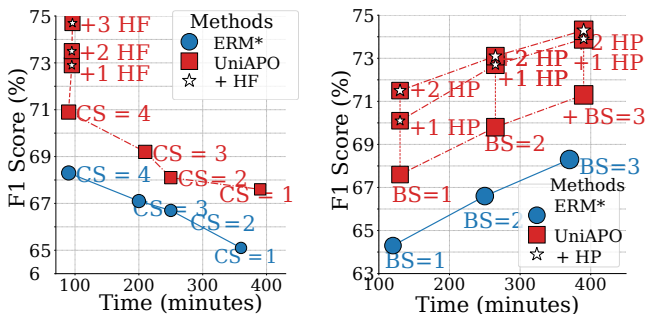 75
73
71
68
67
65
6
F1 Score (%)
+3 HF
+2 HF
+1 HF
Methods
ERM*
UniAPO
+ HF
CS = 4
CS = 3
CS = 2
CS = 1
CS = 4
CS = 3
CS=2
CS=1
100
200
300
400
Time (minutes)
75
73
71
69
67
65
63
F1 Score (%)
+2 HP
+1 HP
+2 HP
+1 HP
+2 HP
+1 HP
BS=1
BS=2
+ BS=3
BS=1
BS=2
BS=3
Methods
ERM*
UniAPO
+ HP
100
200
300
400
Time (minutes)